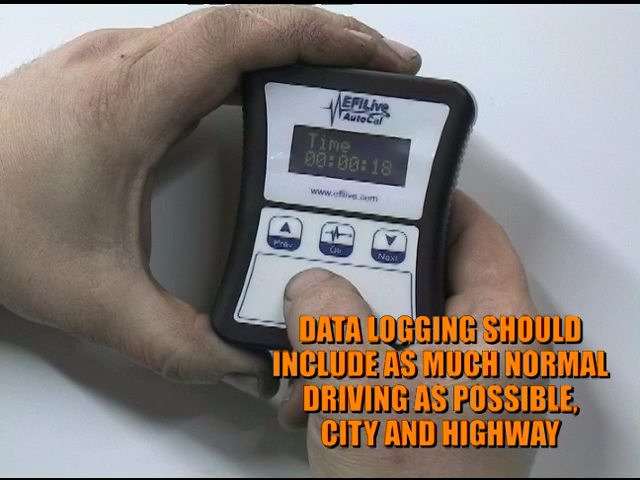 EFILive
AutoCal
Time
00:00:18
www.efilive.com
Prev
Ok
Next
DATA LOGGING SHOULD
INCLUDE AS MUCH NORMAL
DRIVING AS POSSIBLE,
CITY AND HIGHWAY